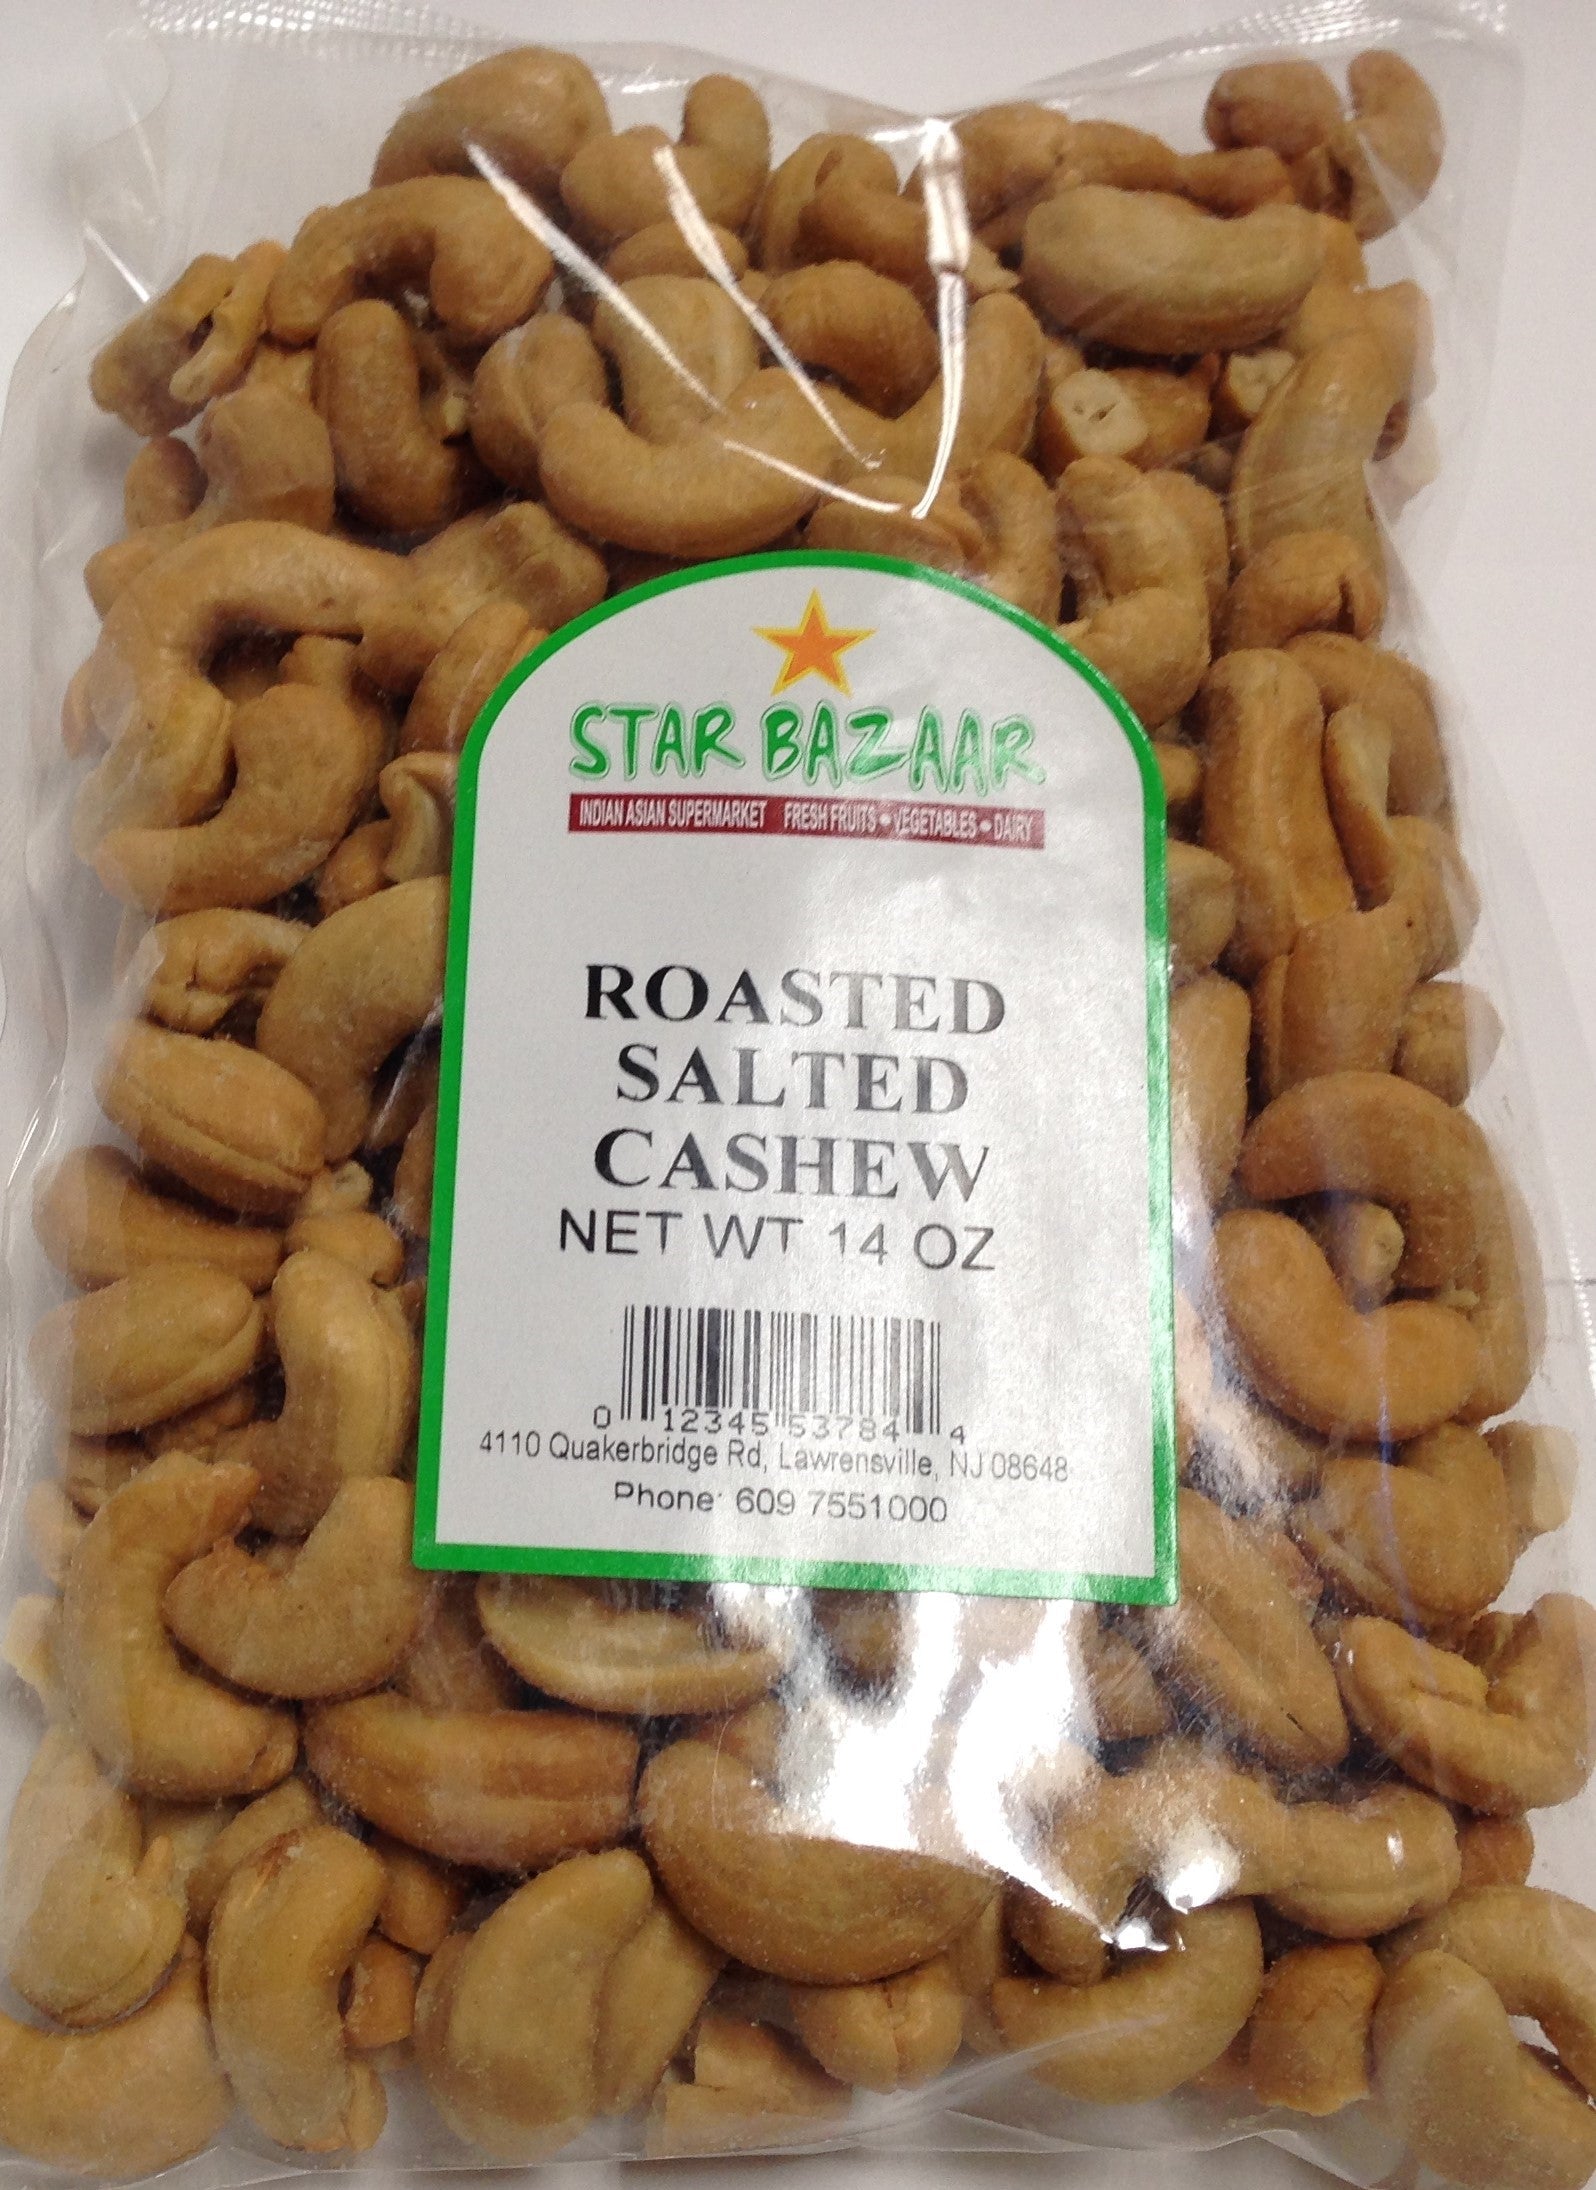 STAR BAZAAR
INDIAN ASIAN SUPERMARKET FRESH FRUITS • VEGETABLES • DAIRY
ROASTED
SALTED
CASHEW
NET WT 14 OZ
0 12345 53784 4
4110 Quakerbridge Rd, Lawrensville, NJ 08648
Phone: 609 7551000